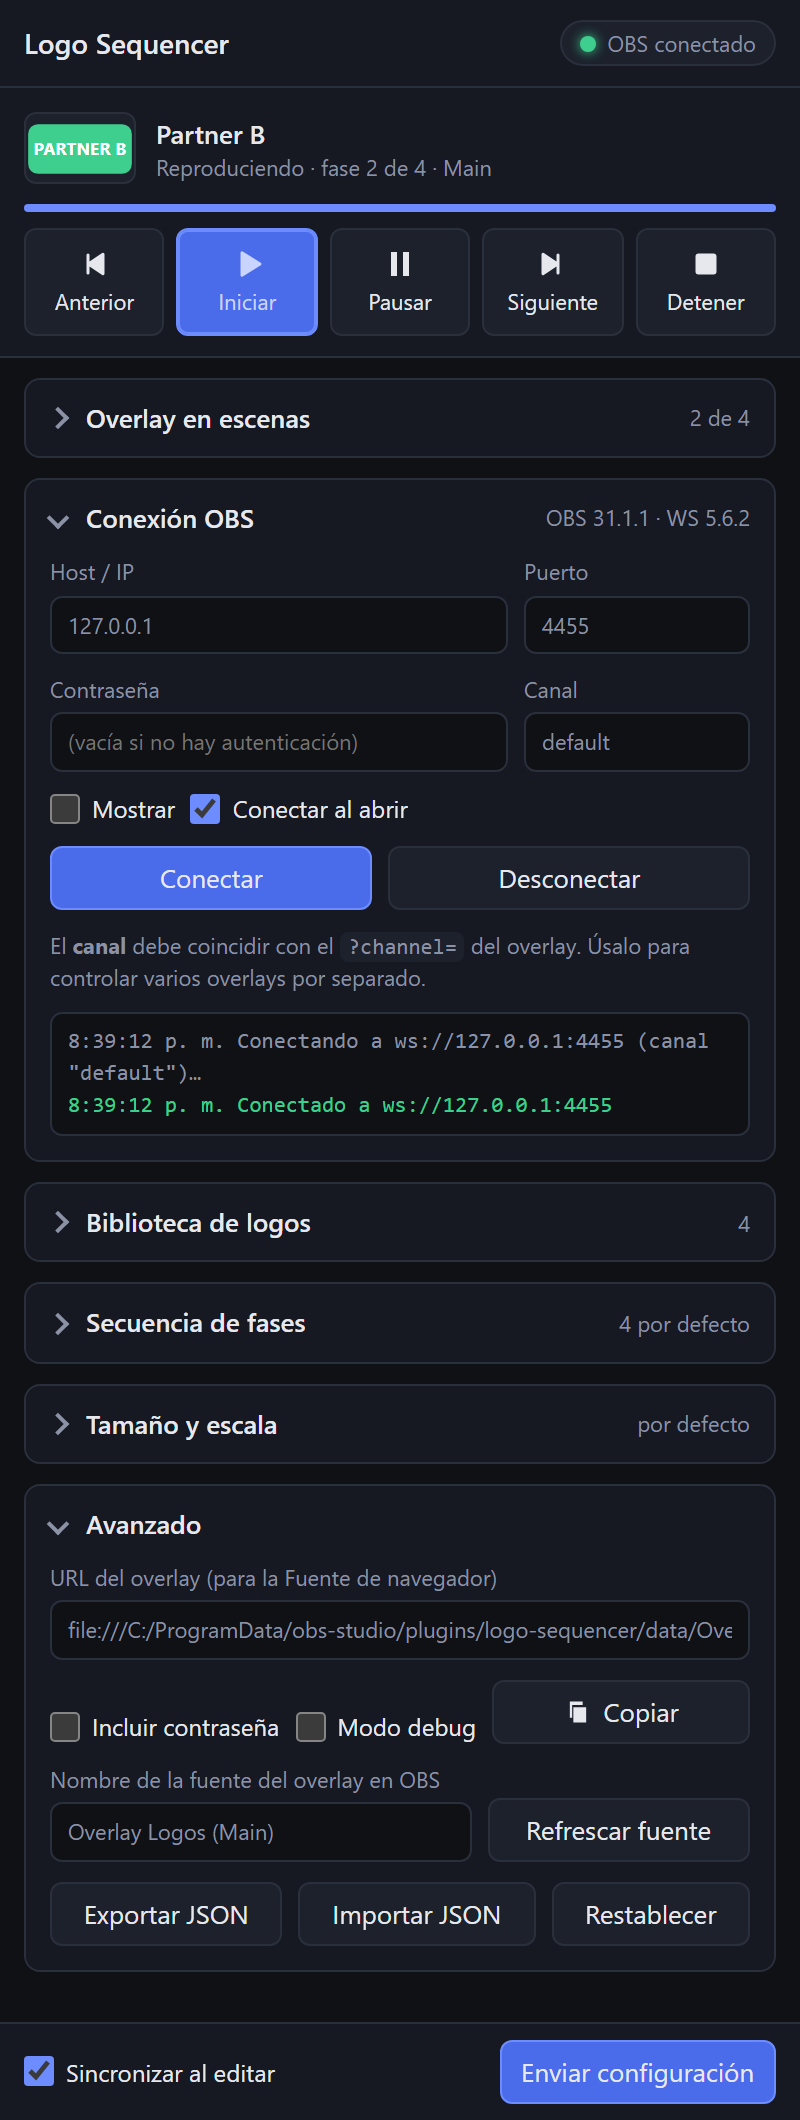 Logo Sequencer
OBS conectado
PARTNER B
Partner B
Reproduciendo · fase 2 de 4 · Main
Anterior
Iniciar
Pausar
Siguiente
Detener
Overlay en escenas
2 de 4
Conexión OBS
OBS 31.1.1 · WS 5.6.2
Host / IP
Puerto
127.0.0.1
4455
Contraseña
Canal
(vacía si no hay autenticación)
default
Mostrar
Conectar al abrir
Conectar
Desconectar
El canal debe coincidir con el ?channel= del overlay. Úsalo para
controlar varios overlays por separado.
8:39:12 p. m. Conectando a ws://127.0.0.1:4455 (canal
"default")…
8:39:12 p. m. Conectado a ws://127.0.0.1:4455
Biblioteca de logos
4
Secuencia de fases
4 por defecto
Tamaño y escala
por defecto
Avanzado
URL del overlay (para la Fuente de navegador)
file:///C:/ProgramData/obs-studio/plugins/logo-sequencer/data/Ove
Incluir contraseña
Modo debug
Copiar
Nombre de la fuente del overlay en OBS
Overlay Logos (Main)
Refrescar fuente
Exportar JSON
Importar JSON
Restablecer
Sincronizar al editar
Enviar configuración